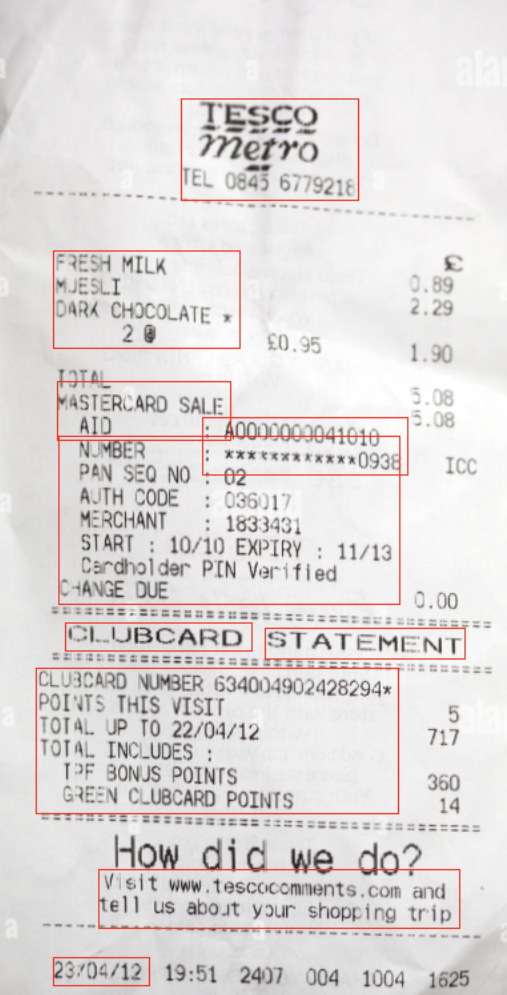 TESCO
metro
TEL 0845 6779218
£
FRESH MILK 0.89
MUESLI 2.29
DARK CHOCOLATE *
2 @ £0.95 1.90
TOTAL 5.08
MASTERCARD SALE 5.08
AID : A0000000041010
NUMBER : ************0938 ICC
PAN SEQ NO : 02
AUTH CODE : 036017
MERCHANT : 1833431
START : 10/10 EXPIRY : 11/13
Cardholder PIN Verified
CHANGE DUE 0.00
CLUBCARD STATEMENT
CLUBCARD NUMBER 634004902428294*
POINTS THIS VISIT 5
TOTAL UP TO 22/04/12 717
TOTAL INCLUDES :
TPF BONUS POINTS 360
GREEN CLUBCARD POINTS 14
How did we do?
Visit www.tescocomments.com and
tell us about your shopping trip
23/04/12 19:51 2407 004 1004 1625